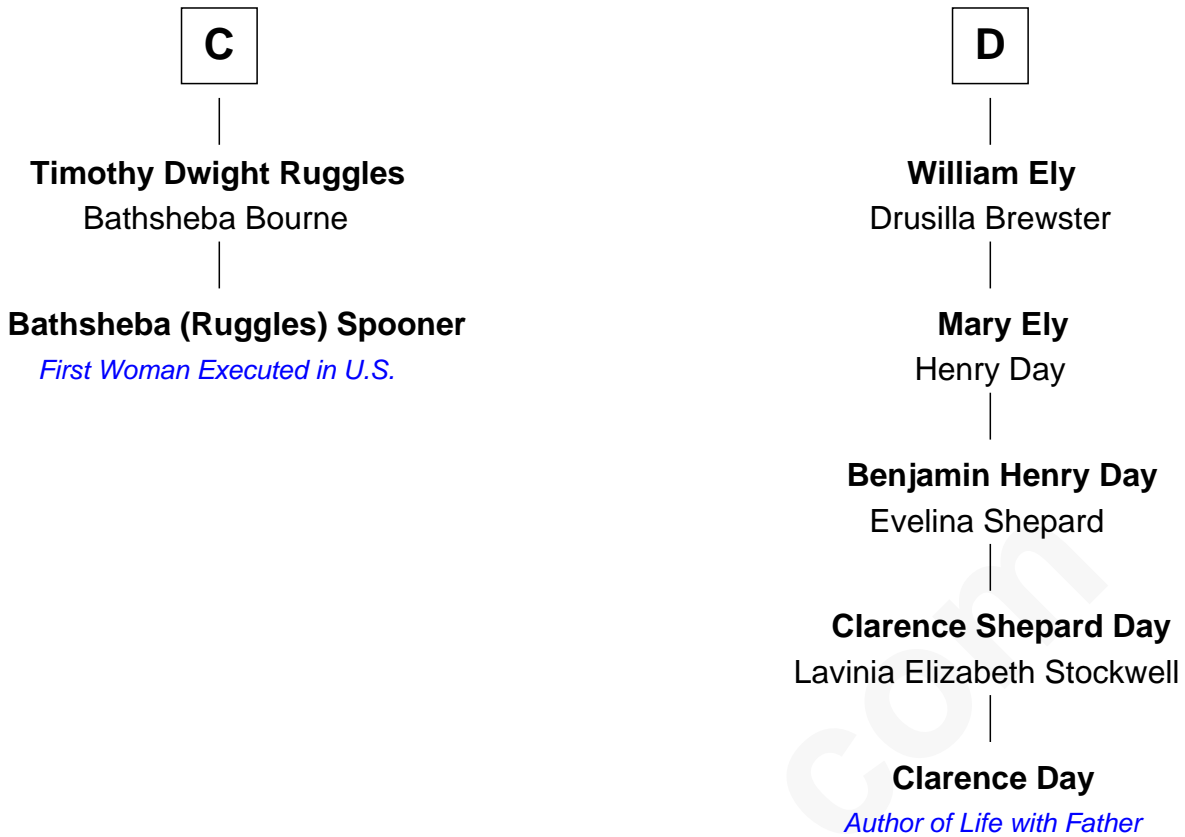 C
Timothy Dwight Ruggles
Bathsheba Bourne
Bathsheba (Ruggles) Spooner
First Woman Executed in U.S.
D
William Ely
Drusilla Brewster
Mary Ely
Henry Day
Benjamin Henry Day
Evelina Shepard
Clarence Shepard Day
Lavinia Elizabeth Stockwell
Clarence Day
Author of Life with Father
com